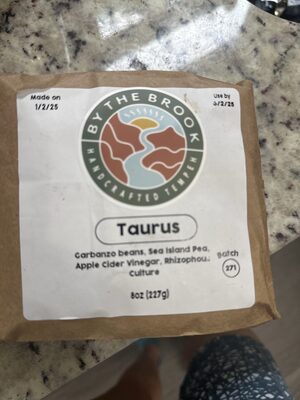 Made on
1/2/25
Use by
5/2/25
BY THE BROOK
HANDCRAFTED TEMPEH
Taurus
Garbanzo beans, Sea Island Pea,
Apple Cider Vinegar, Rhizophou.
Culture
Batch
271
8oz (227g)